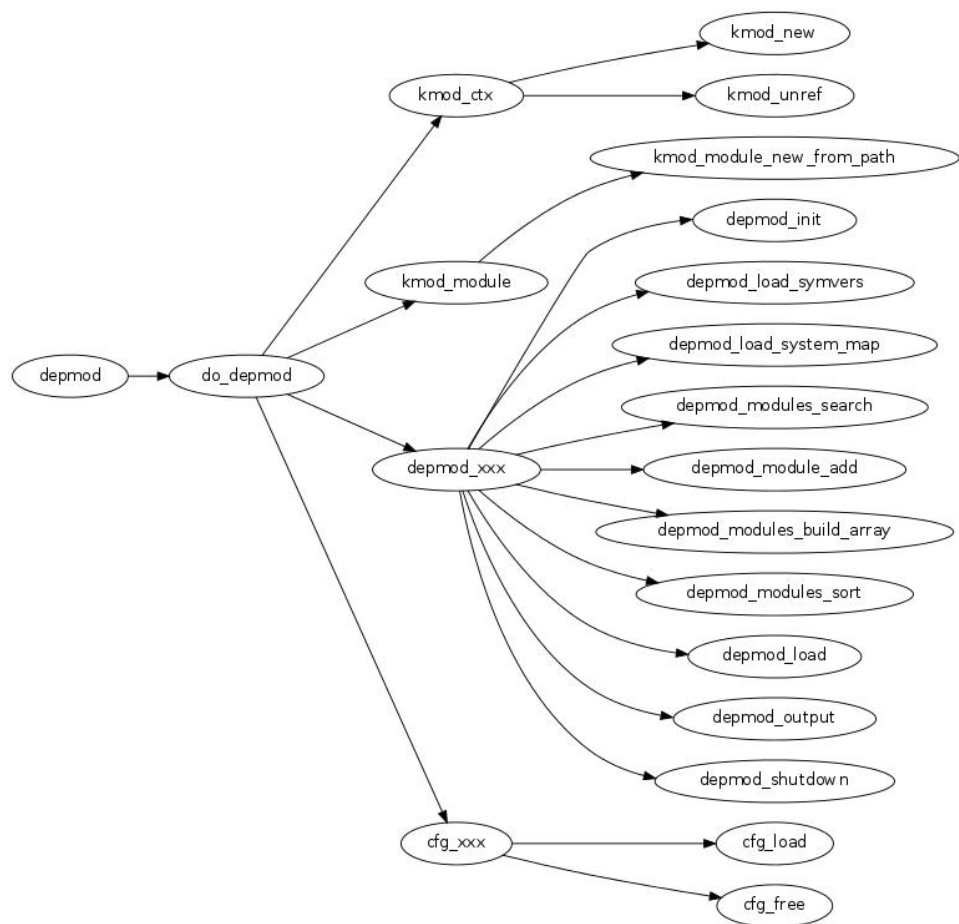 kmod_new
kmod_ctx
kmod_unref
kmod_module_new_from_path
depmod_init
kmod_module
depmod_load_symvers
depmod_load_system_map
depmod
do_depmod
depmod_modules_search
depmod_xxx
depmod_module_add
depmod_modules_build_array
depmod_modules_sort
depmod_load
depmod_output
depmod_shutdown
cfg_xxx
cfg_load
cfg_free